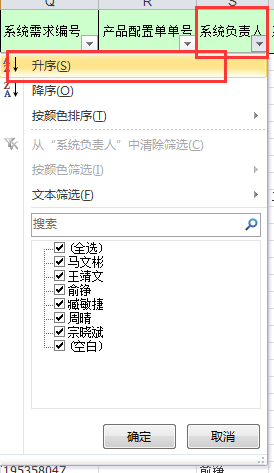 Q R S
系统需求编号 产品配置单单号 系统负责人
升序(S)
降序(O)
按颜色排序(T)
从“系统负责人”中清除筛选(C)
按颜色筛选(I)
文本筛选(F)
搜索
(全选)
马文彬
王靖文
俞铮
臧敏捷
周晴
宗晓斌
(空白)
确定 取消
195358047 俞铮